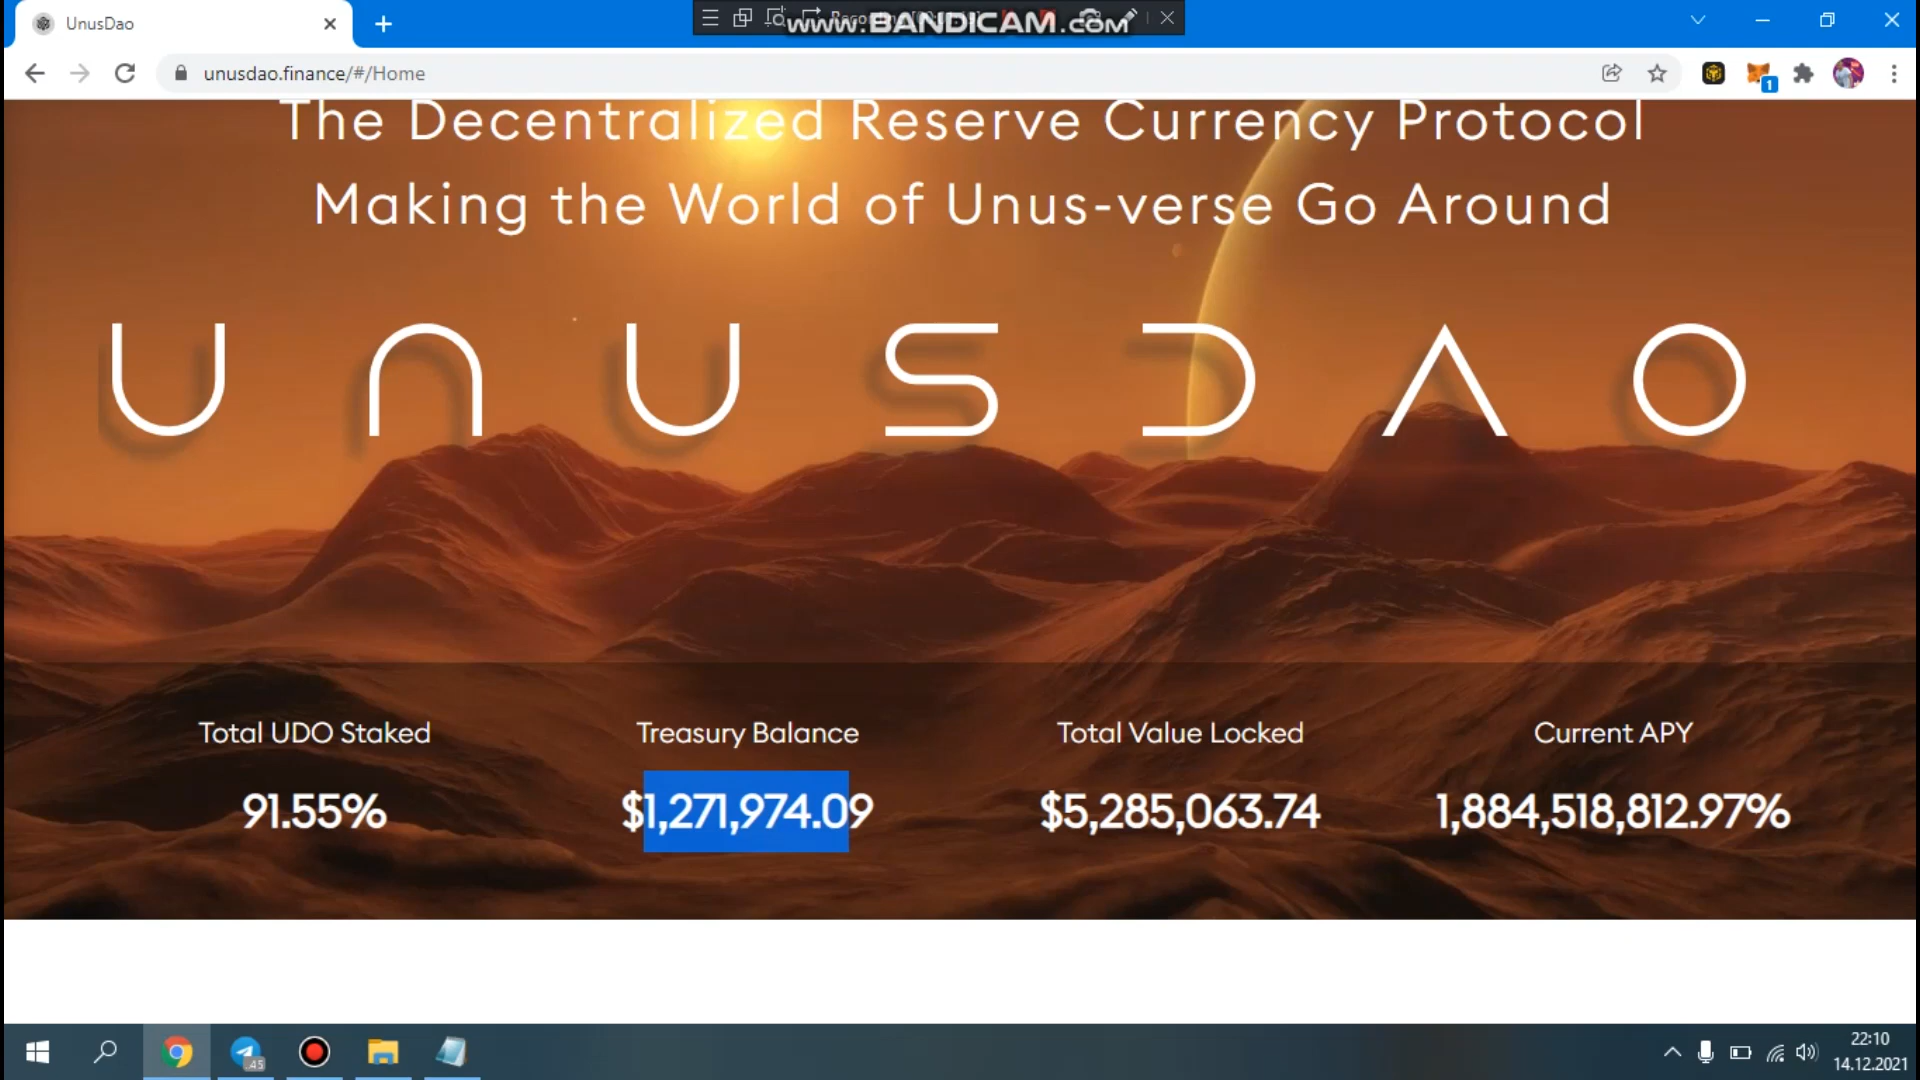 UnusDao
www.BANDICAM.com
unusdao.finance/#/Home
1
The Decentralized Reserve Currency Protocol
Making the World of Unus-verse Go Around
UNUSDAO
Total UDO Staked
Treasury Balance
Total Value Locked
Current APY
91.55%
$1,271,974.09
$5,285,063.74
1,884,518,812.97%
45
22:10
14.12.2021